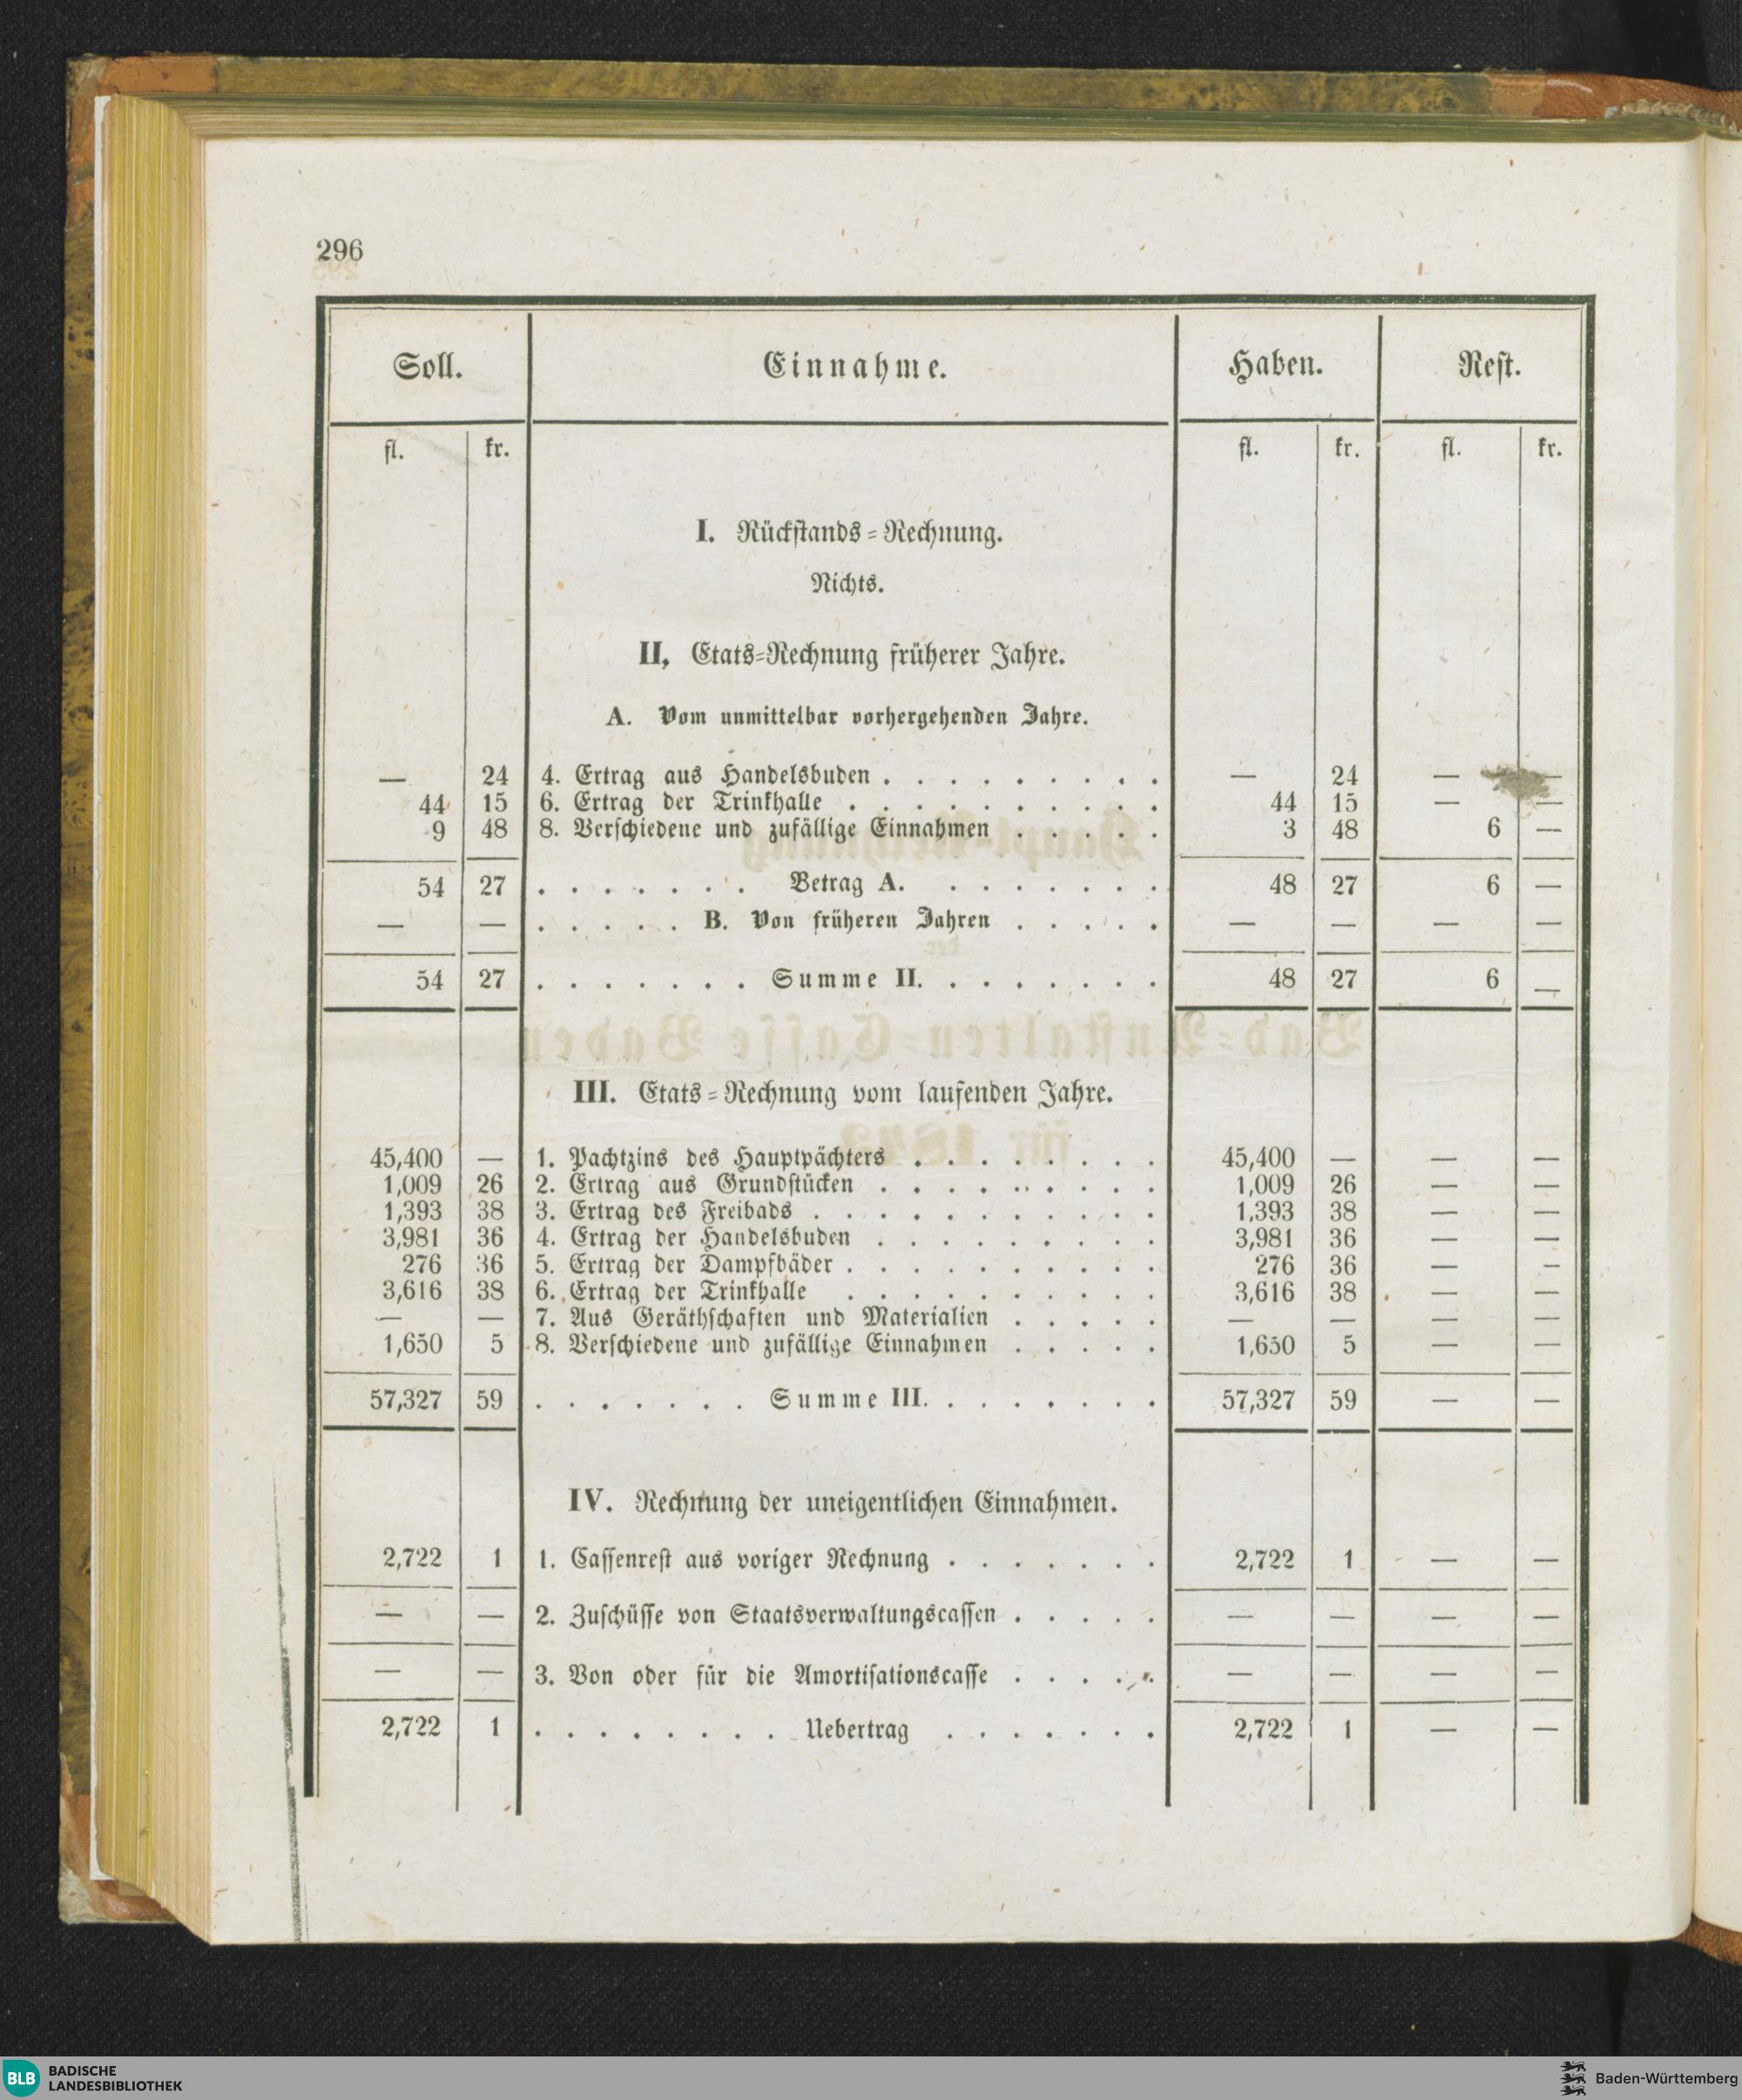 296
Soll. Einnahme. Haben. Rest.
fl. kr. fl. kr. fl. kr.
I. Rückstands-Rechnung.
Nichts.
II, Etats-Rechnung früherer Jahre.
A. Vom unmittelbar vorhergehenden Jahre.
— 24 4. Ertrag aus Handelsbuden . . . . . . . . . — 24 — —
44 15 6. Ertrag der Trinkhalle . . . . . . . . . . 44 15 — —
9 48 8. Verschiedene und zufällige Einnahmen . . . . . 3 48 6 —
54 27 . . . . . . . Betrag A. . . . . . . . 48 27 6 —
— — . . . . . B. Von früheren Jahren . . . . . — — — —
54 27 . . . . . . . Summe II. . . . . . . . 48 27 6 —
III. Etats-Rechnung vom laufenden Jahre.
45,400 — 1. Pachtzins des Hauptpächters . . . . . . . . 45,400 — — —
1,009 26 2. Ertrag aus Grundstücken . . . . . . . . . 1,009 26 — —
1,393 38 3. Ertrag des Freibads . . . . . . . . . . . 1,393 38 — —
3,981 36 4. Ertrag der Handelsbuden . . . . . . . . . 3,981 36 — —
276 36 5. Ertrag der Dampfbäder . . . . . . . . . . 276 36 — —
3,616 38 6. Ertrag der Trinkhalle . . . . . . . . . . 3,616 38 — —
— — 7. Aus Geräthschaften und Materialien . . . . . — — — —
1,650 5 8. Verschiedene und zufällige Einnahmen . . . . . 1,650 5 — —
57,327 59 . . . . . . . Summe III. . . . . . . . 57,327 59 — —
IV. Rechnung der uneigentlichen Einnahmen.
2,722 1 1. Cassenrest aus voriger Rechnung . . . . . . . 2,722 1 — —
— — 2. Zuschüsse von Staatsverwaltungscassen . . . . . — — — —
— — 3. Von oder für die Amortisationscasse . . . . . — — — —
2,722 1 . . . . . . . . Uebertrag . . . . . . . 2,722 1 — —
BLB BADISCHE
LANDESBIBLIOTHEK
Baden-Württemberg